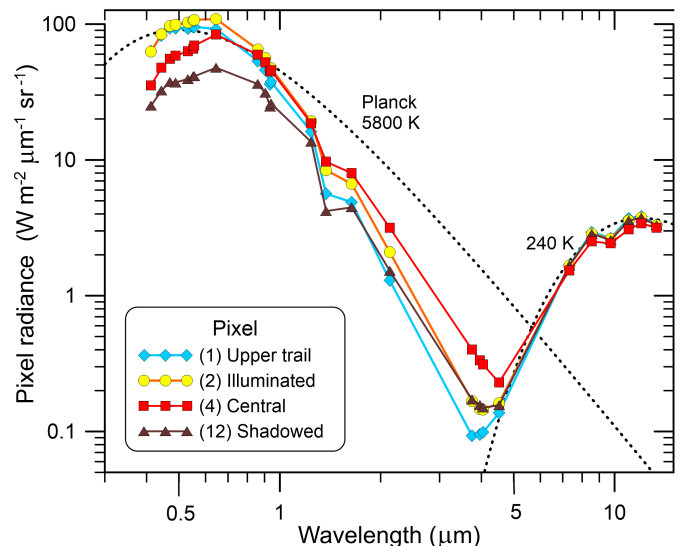 100
10
1
0.1
Pixel radiance (W m-2 μm-1 sr-1)
Planck
5800 K
240 K
Pixel
(1) Upper trail
(2) Illuminated
(4) Central
(12) Shadowed
0.5
1
5
10
Wavelength (μm)